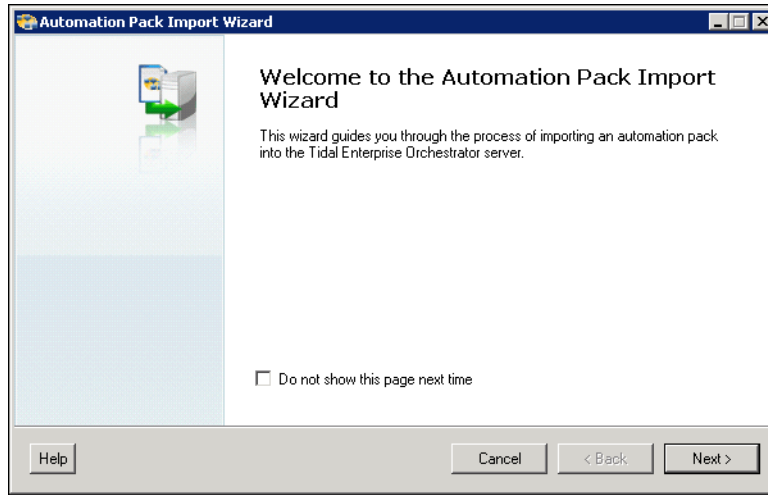 Automation Pack Import Wizard
Welcome to the Automation Pack Import
Wizard
This wizard guides you through the process of importing an automation pack
into the Tidal Enterprise Orchestrator server.
Do not show this page next time
Help
Cancel
< Back
Next >